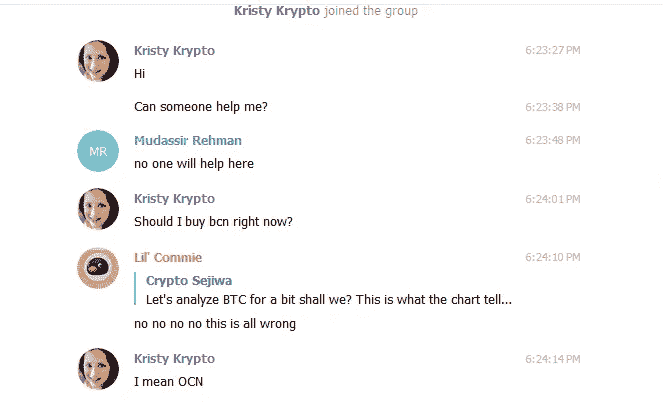 Kristy Krypto joined the group
Kristy Krypto 6:23:27 PM
Hi
Can someone help me? 6:23:38 PM
MR Mudassir Rehman 6:23:48 PM
no one will help here
Kristy Krypto 6:24:01 PM
Should I buy bcn right now?
Lil' Commie 6:24:10 PM
Crypto Sejiwa
Let's analyze BTC for a bit shall we? This is what the chart tell...
no no no no this is all wrong
Kristy Krypto 6:24:14 PM
I mean OCN